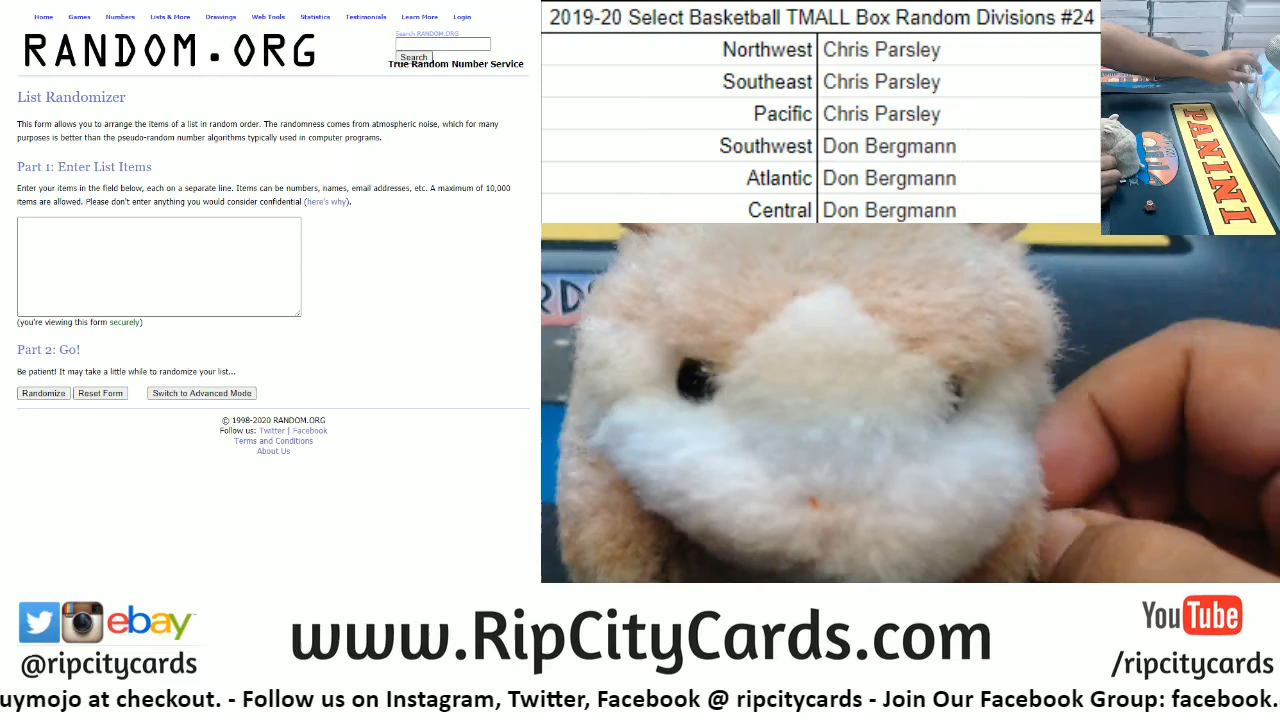 Home Games Numbers Lists & More Drawings Web Tools Statistics Testimonials Learn More Login
RANDOM.ORG
Search RANDOM.ORG
Search
True Random Number Service
List Randomizer
This form allows you to arrange the items of a list in random order. The randomness comes from atmospheric noise, which for many
purposes is better than the pseudo-random number algorithms typically used in computer programs.
Part 1: Enter List Items
Enter your items in the field below, each on a separate line. Items can be numbers, names, email addresses, etc. A maximum of 10,000
items are allowed. Please don't enter anything you would consider confidential (here's why).
(you're viewing this form securely)
Part 2: Go!
Be patient! It may take a little while to randomize your list...
Randomize Reset Form Switch to Advanced Mode
© 1998-2020 RANDOM.ORG
Follow us: Twitter | Facebook
Terms and Conditions
About Us
2019-20 Select Basketball TMALL Box Random Divisions #24
Northwest Chris Parsley
Southeast Chris Parsley
Pacific Chris Parsley
Southwest Don Bergmann
Atlantic Don Bergmann
Central Don Bergmann
PANINI
ebay
@ripcitycards
www.RipCityCards.com
YouTube
/ripcitycards
uymojo at checkout. - Follow us on Instagram, Twitter, Facebook @ ripcitycards - Join Our Facebook Group: facebook.